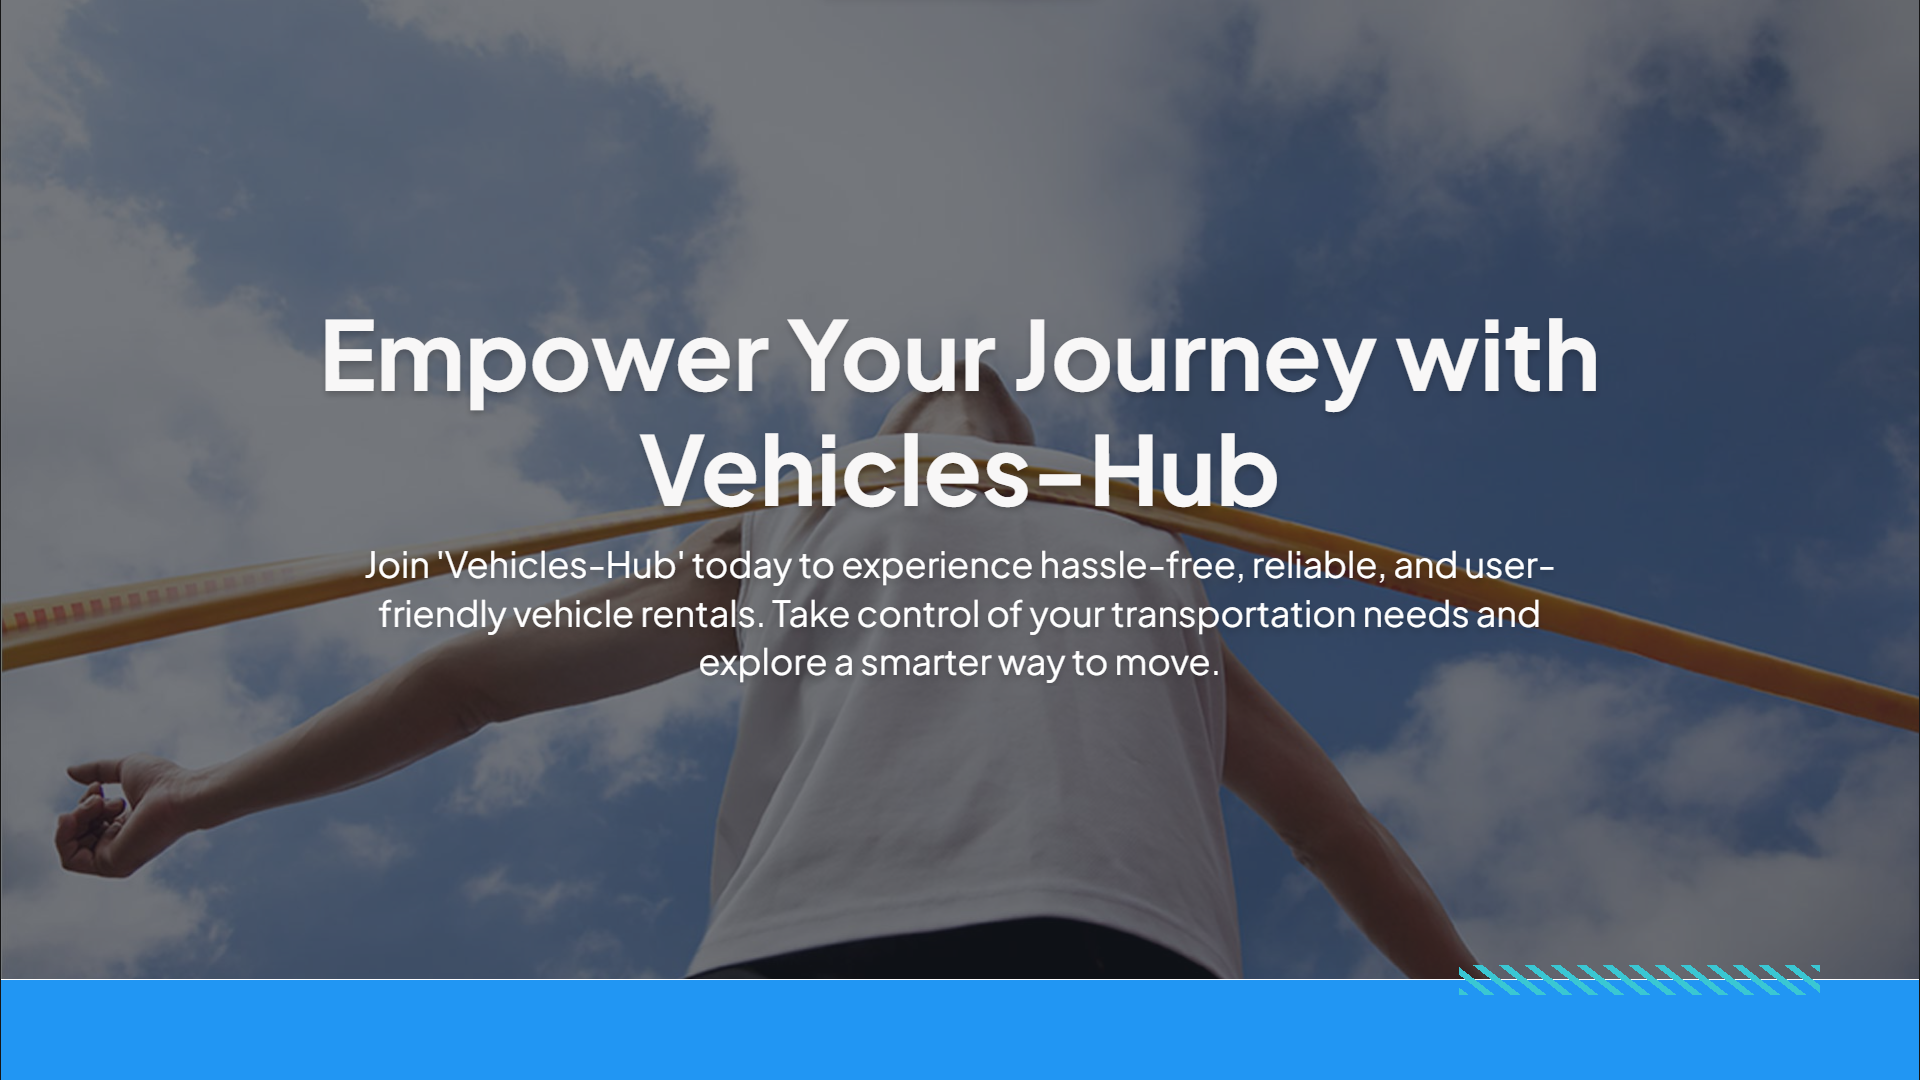 Empower Your Journey with
Vehicles-Hub
Join 'Vehicles-Hub' today to experience hassle-free, reliable, and user-
friendly vehicle rentals. Take control of your transportation needs and
explore a smarter way to move.